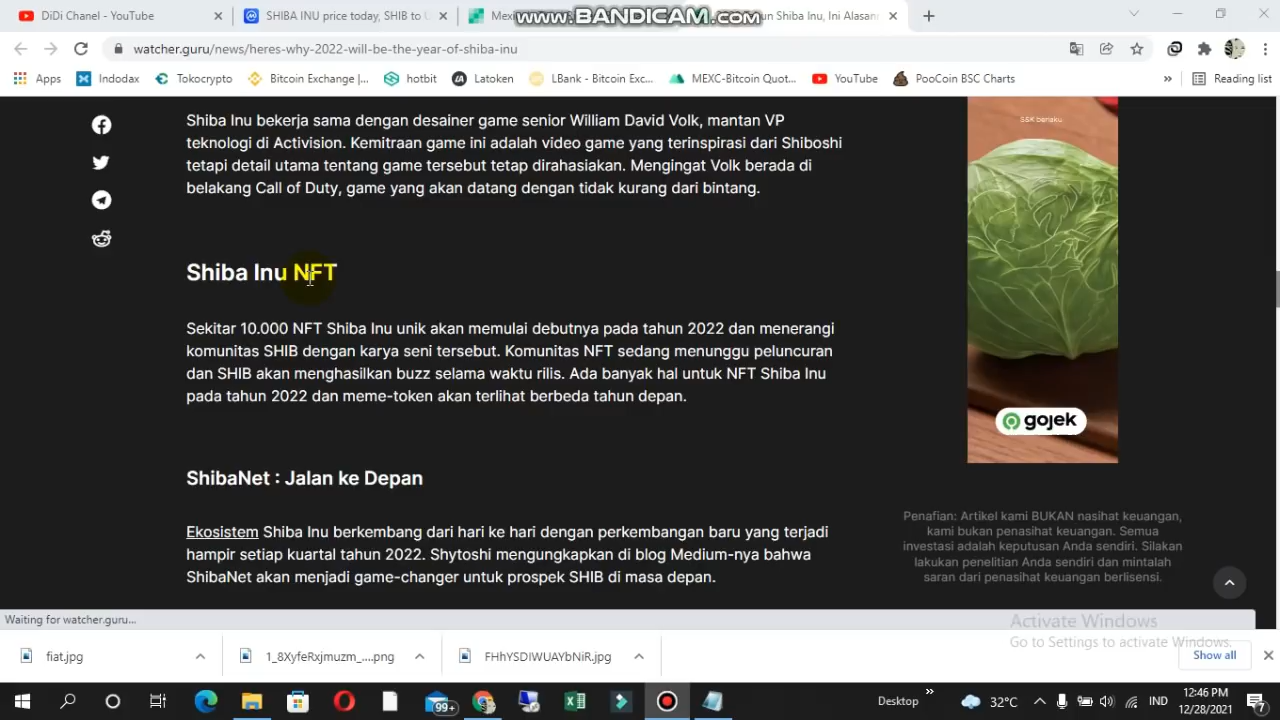 DiDi Chanel - YouTube
SHIBA INU price today, SHIB to U
Mexc
un Shiba Inu, Ini Alasan
www.BANDICAM.com
watcher.guru/news/heres-why-2022-will-be-the-year-of-shiba-inu
Apps
Indodax
Tokocrypto
Bitcoin Exchange |...
hotbit
Latoken
LBank - Bitcoin Exc...
MEXC-Bitcoin Quot...
YouTube
PooCoin BSC Charts
»
Reading list
Shiba Inu bekerja sama dengan desainer game senior William David Volk, mantan VP
teknologi di Activision. Kemitraan game ini adalah video game yang terinspirasi dari Shiboshi
tetapi detail utama tentang game tersebut tetap dirahasiakan. Mengingat Volk berada di
belakang Call of Duty, game yang akan datang dengan tidak kurang dari bintang.
Shiba Inu NFT
Sekitar 10.000 NFT Shiba Inu unik akan memulai debutnya pada tahun 2022 dan menerangi
komunitas SHIB dengan karya seni tersebut. Komunitas NFT sedang menunggu peluncuran
dan SHIB akan menghasilkan buzz selama waktu rilis. Ada banyak hal untuk NFT Shiba Inu
pada tahun 2022 dan meme-token akan terlihat berbeda tahun depan.
ShibaNet : Jalan ke Depan
Ekosistem Shiba Inu berkembang dari hari ke hari dengan perkembangan baru yang terjadi
hampir setiap kuartal tahun 2022. Shytoshi mengungkapkan di blog Medium-nya bahwa
ShibaNet akan menjadi game-changer untuk prospek SHIB di masa depan.
S&K berlaku
gojek
Penafian: Artikel kami BUKAN nasihat keuangan,
kami bukan penasihat keuangan. Semua
investasi adalah keputusan Anda sendiri. Silakan
lakukan penelitian Anda sendiri dan mintalah
saran dari penasihat keuangan berlisensi.
Waiting for watcher.guru...
Activate Windows
Go to Settings to activate Windows.
fiat.jpg
1_8XyfeRxjmuzm_....png
FHhYSDIWUAYbNiR.jpg
Show all
99+
Desktop
»
32°C
IND
12:46 PM
12/28/2021
7